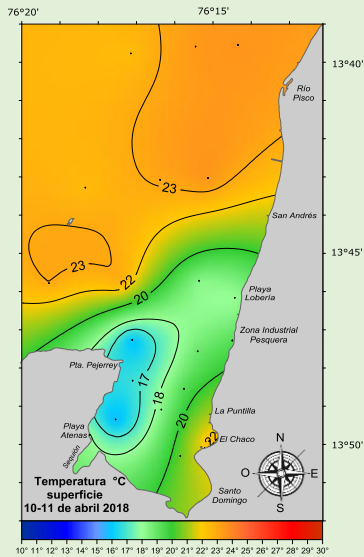 76°20' 76°15'
13°40'
Río
Pisco
23
San Andrés
13°45'
23
22
20
Playa
Lobería
Zona Industrial
Pesquera
Pta. Pejerrey
17
18
La Puntilla
20
Playa
Atenas
22
El Chaco
13°50'
Sequión
N
O E
S
Temperatura °C
superficie
10-11 de abril 2018
Santo
Domingo
10° 11° 12° 13° 14° 15° 16° 17° 18° 19° 20° 21° 22° 23° 24° 25° 26° 27° 28° 29° 30°